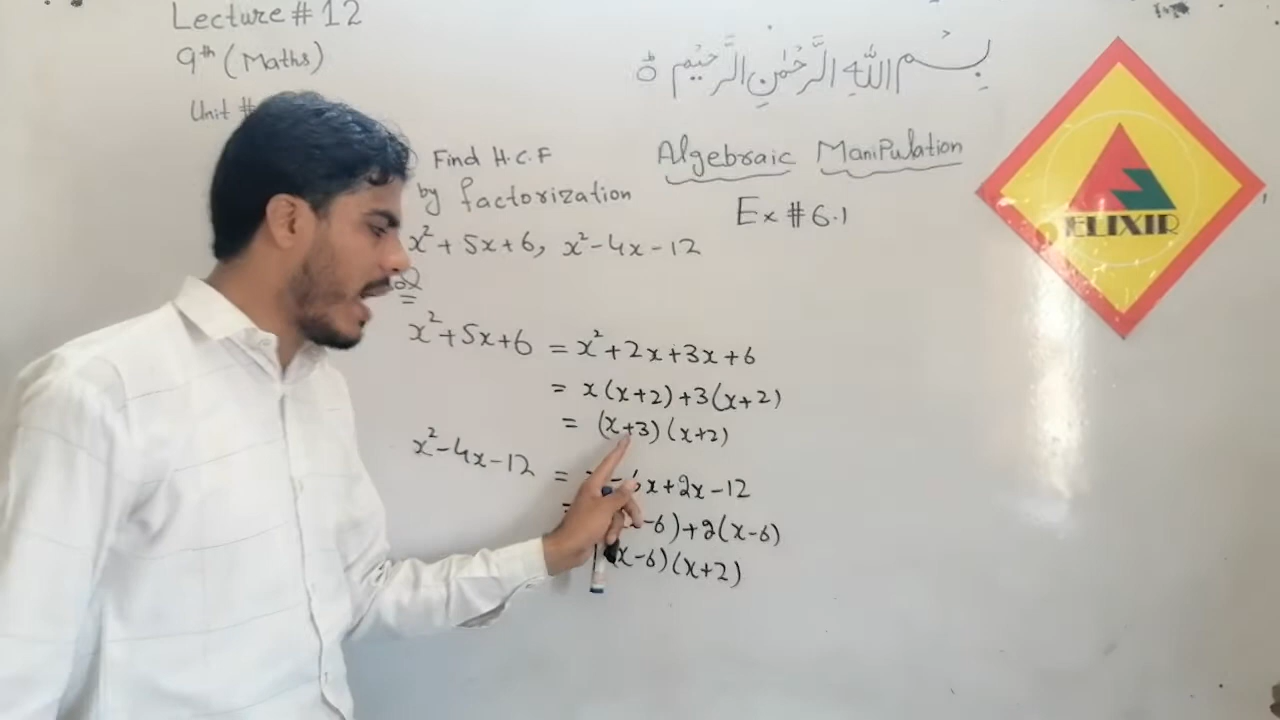 Lecture # 12
9th (Maths)
Unit #
بِسْمِ اللهِ الرَّحْمٰنِ الرَّحِيْمِ ٥
Algebraic ManiPulation
Ex # 6.1
Find H.C.F
by factorization
x² + 5x + 6, x² - 4x - 12
=
x² + 5x + 6 = x² + 2x + 3x + 6
= x(x+2) + 3(x+2)
= (x+3)(x+2)
x² - 4x - 12 = 6x + 2x - 12
-6) + 2(x-6)
x-6)(x+2)
ELIXIR